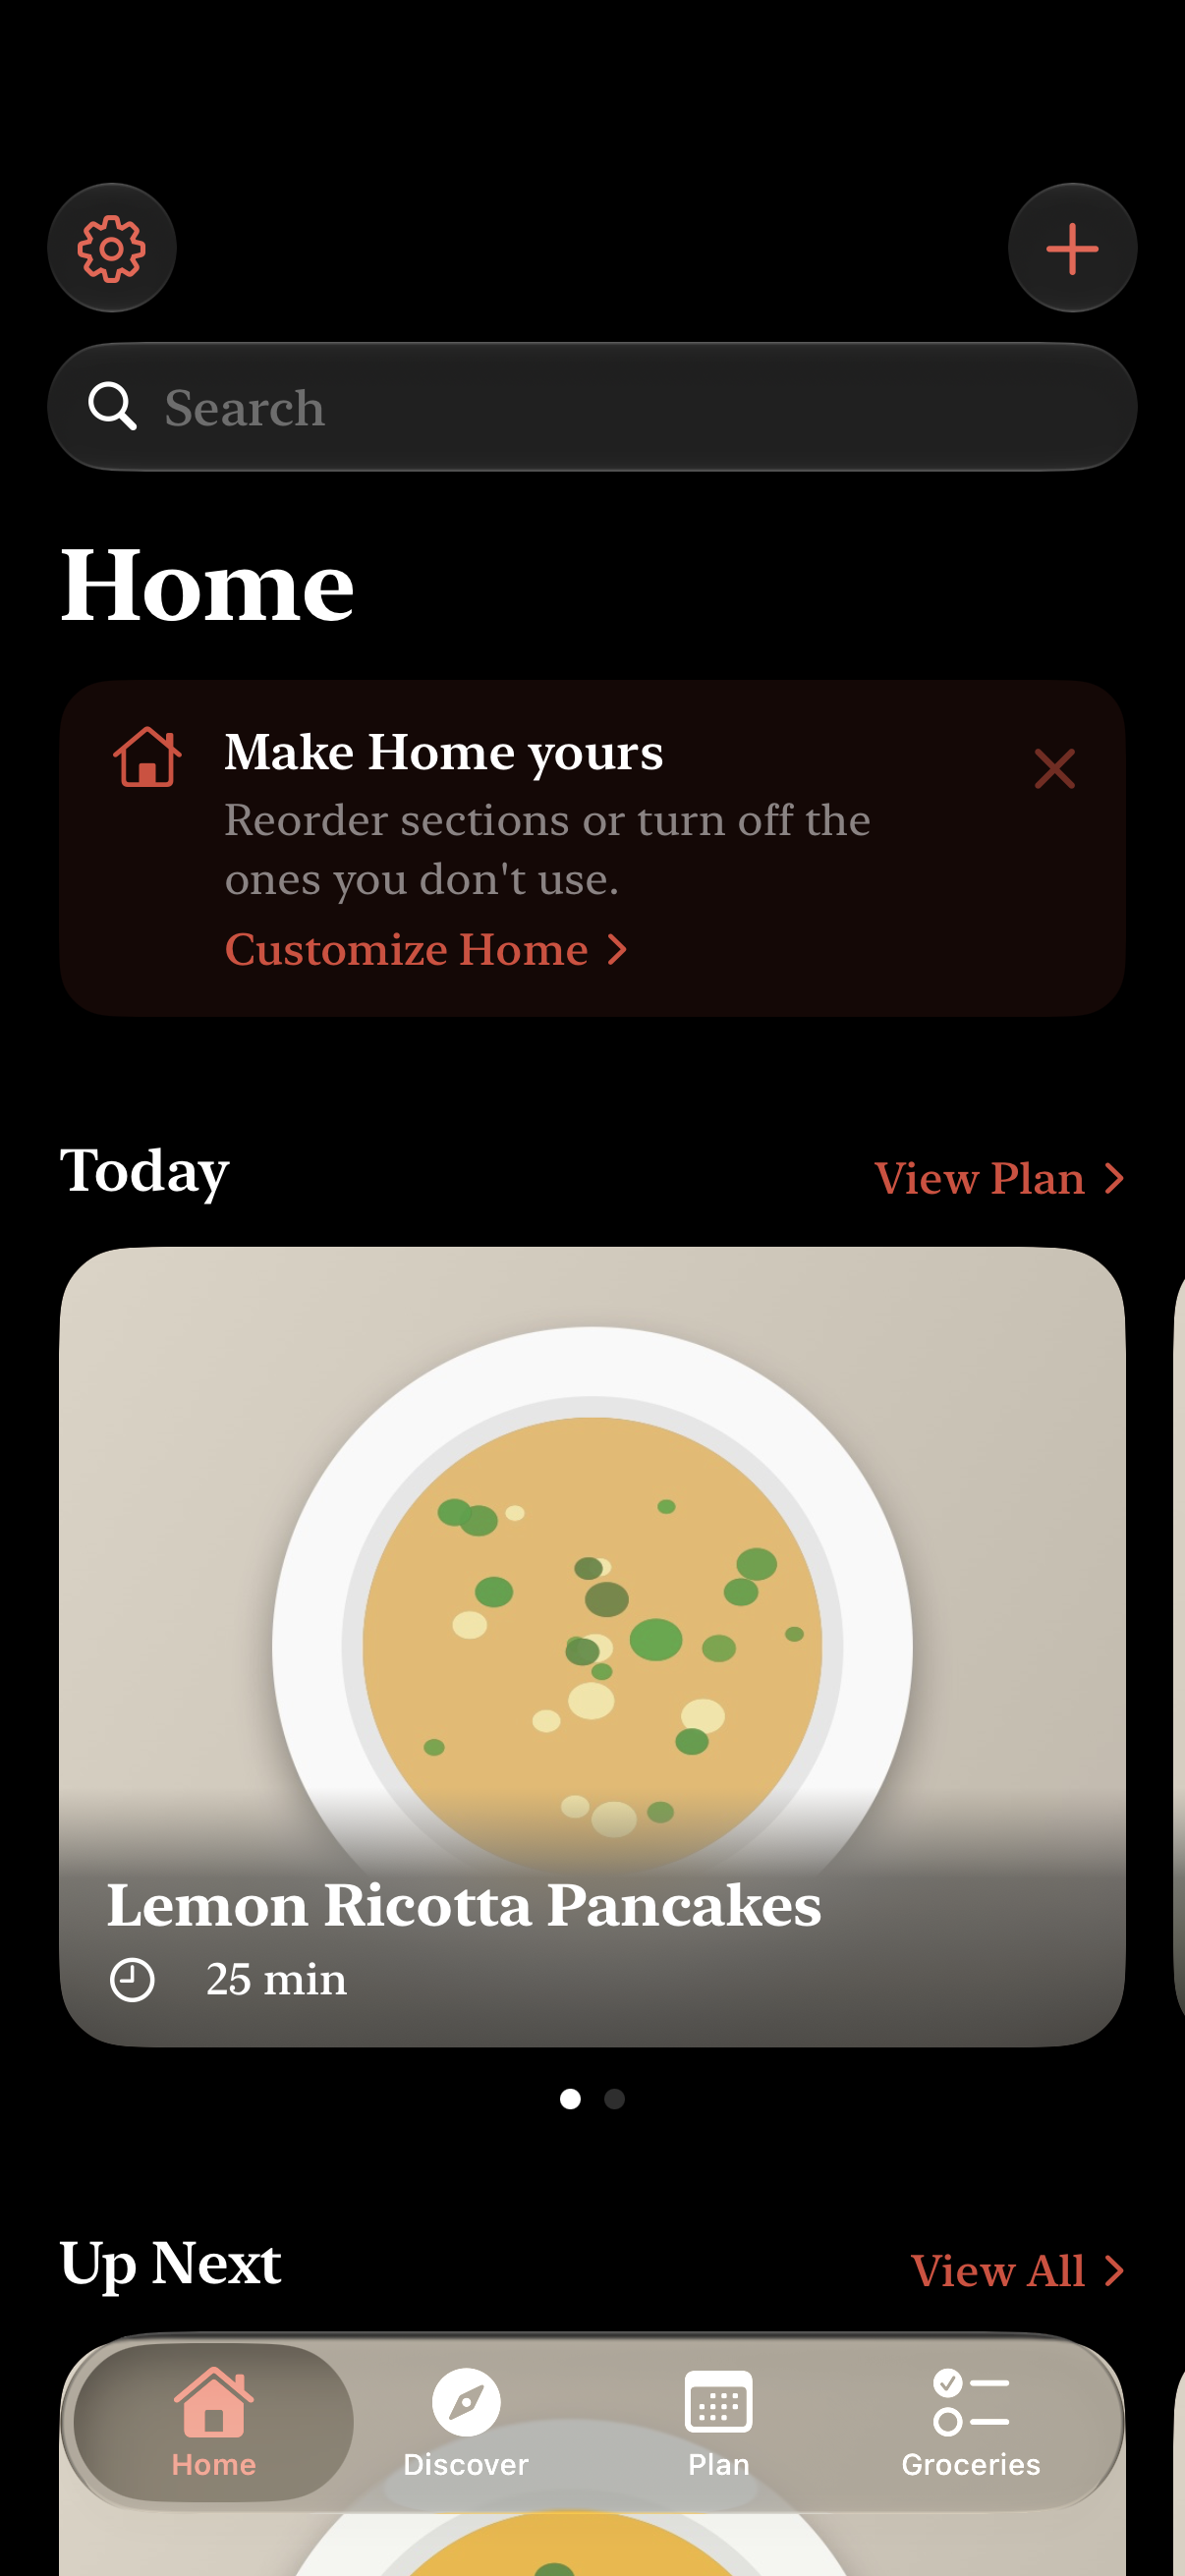 Search
Home
Make Home yours
Reorder sections or turn off the
ones you don't use.
Customize Home
Today
View Plan
Lemon Ricotta Pancakes
25 min
Up Next
View All
Home
Discover
Plan
Groceries